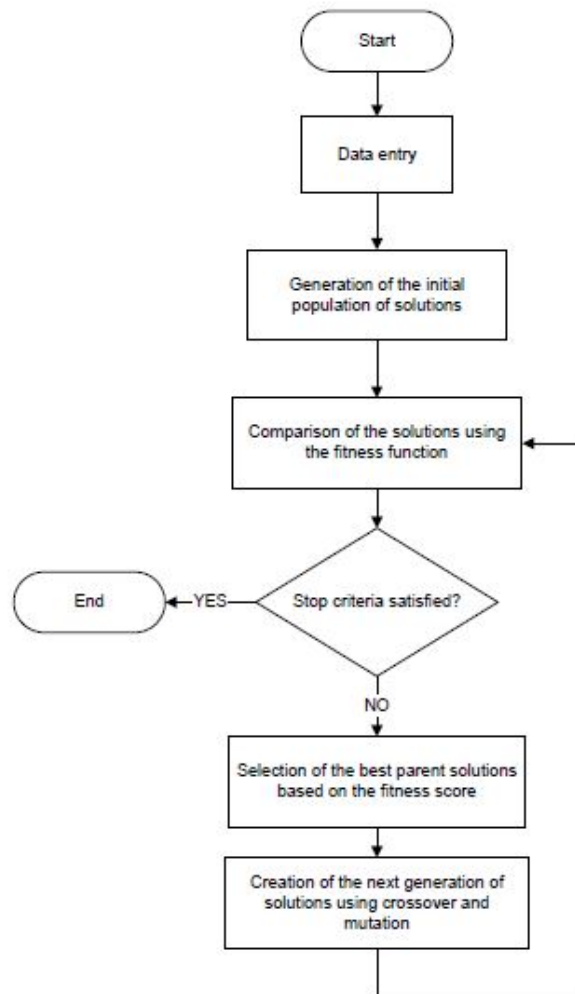 Start
Data entry
Generation of the initial
population of solutions
Comparison of the solutions using
the fitness function
Stop criteria satisfied?
YES
End
NO
Selection of the best parent solutions
based on the fitness score
Creation of the next generation of
solutions using crossover and
mutation